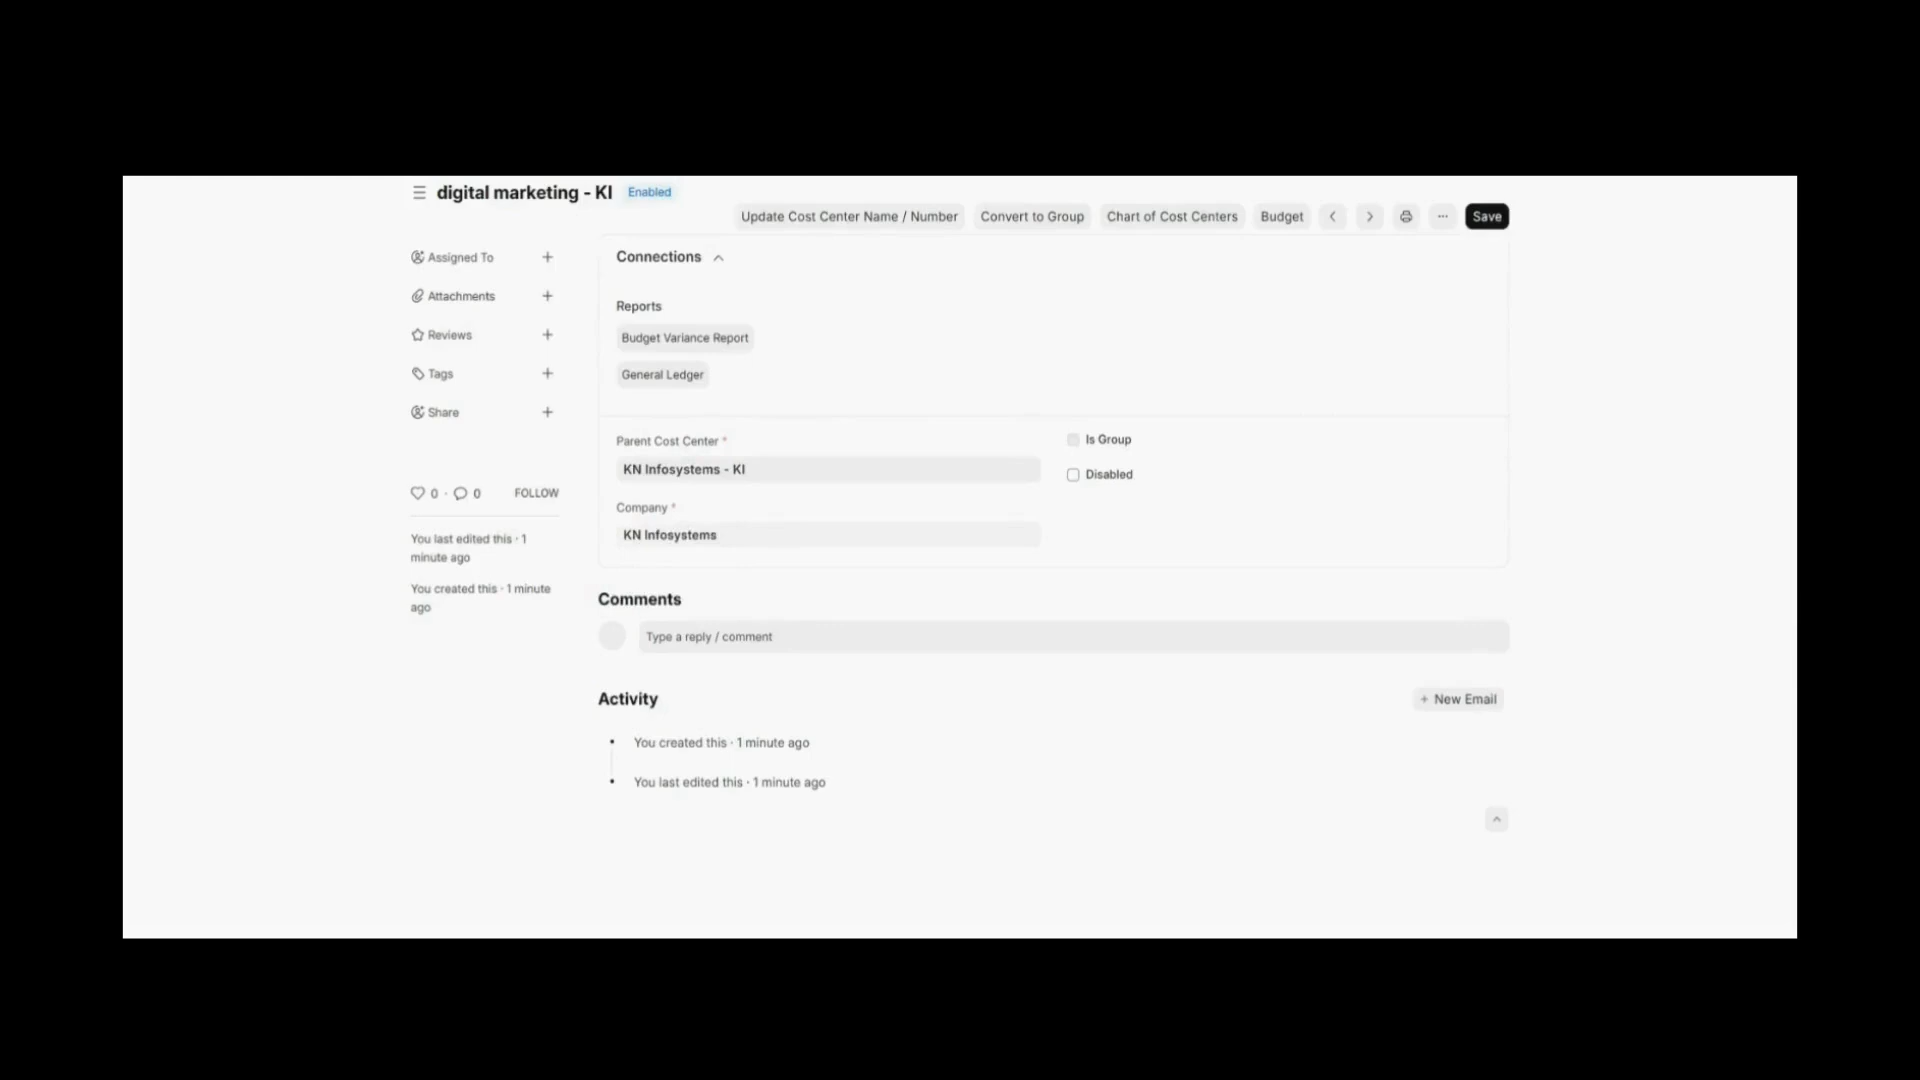 digital marketing - KI Enabled
Update Cost Center Name / Number Convert to Group Chart of Cost Centers Budget ... Save
Assigned To +
Attachments +
Reviews +
Tags +
Share +
0 · 0 FOLLOW
You last edited this · 1
minute ago
You created this · 1 minute
ago
Connections
Reports
Budget Variance Report
General Ledger
Parent Cost Center *
KN Infosystems - KI
Company *
KN Infosystems
Is Group
Disabled
Comments
Type a reply / comment
Activity + New Email
• You created this · 1 minute ago
• You last edited this · 1 minute ago